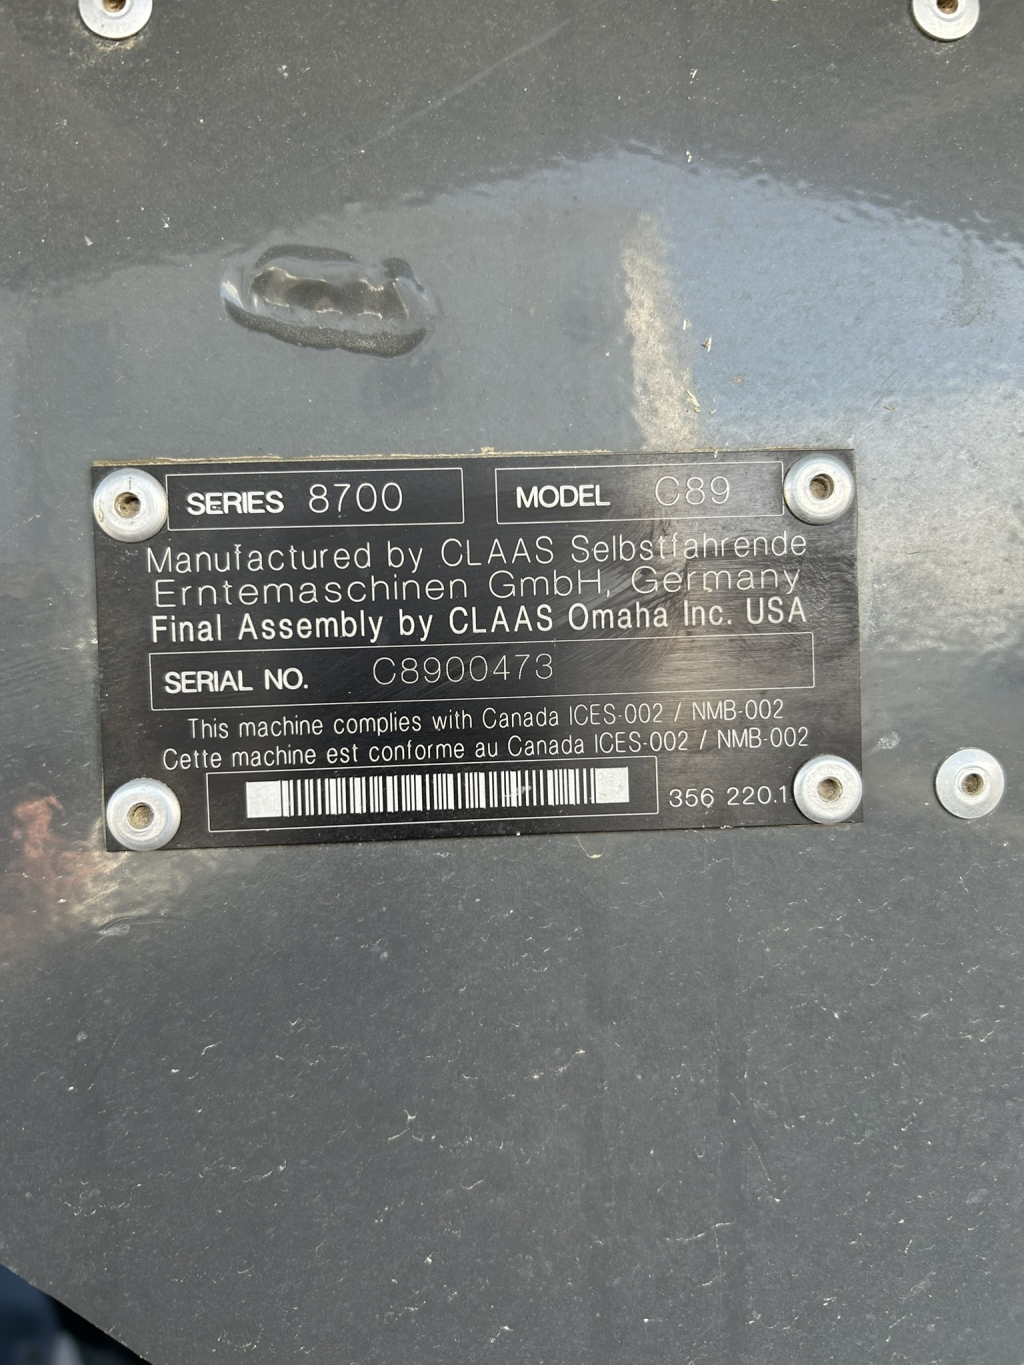 SERIES 8700 MODEL C89
Manufactured by CLAAS Selbstfahrende
Erntemaschinen GmbH, Germany
Final Assembly by CLAAS Omaha Inc. USA
SERIAL NO. C8900473
This machine complies with Canada ICES-002 / NMB-002
Cette machine est conforme au Canada ICES-002 / NMB-002
356 220.1